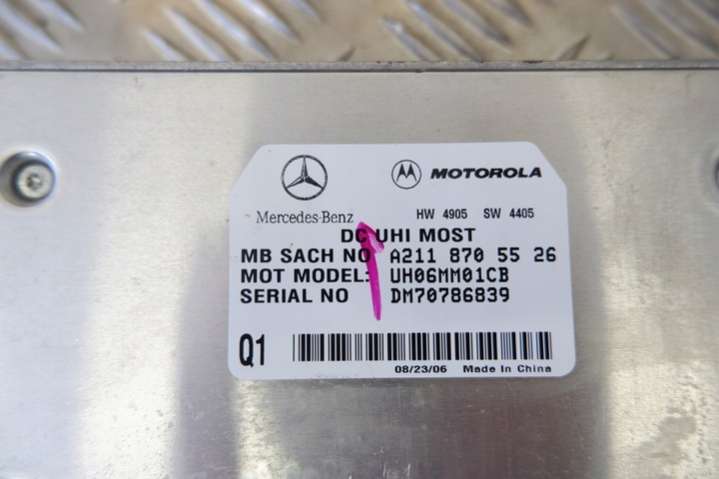 MOTOROLA
Mercedes-Benz
HW 4905 SW 4405
DC UHI MOST
MB SACH NO A211 870 55 26
MOT MODEL: UH06MM01CB
SERIAL NO DM70786839
Q1
08/23/06 Made In China